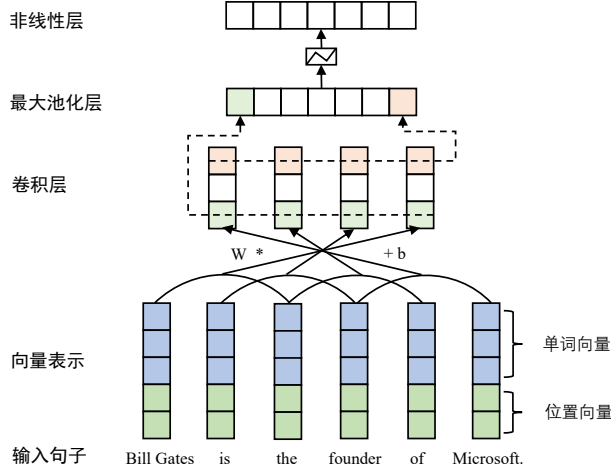 非线性层
最大池化层
卷积层
W * + b
向量表示
单词向量
位置向量
输入句子 Bill Gates is the founder of Microsoft.